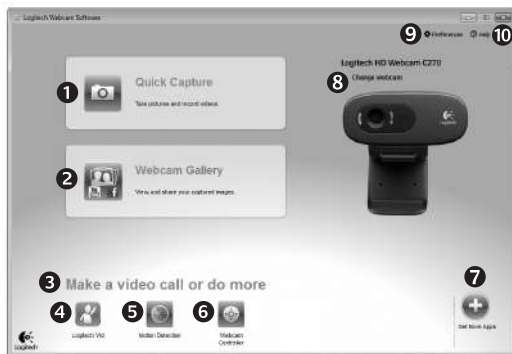 Logitech Webcam Software
9 Preferences 10 Help
Logitech HD Webcam C270
8 Change webcam
1 Quick Capture
Take pictures and record videos.
2 Webcam Gallery
View and share your captured images.
Logitech
3 Make a video call or do more
4 Logitech Vid
5 Motion Detection
6 Webcam Controller
7 Get More Apps
Logitech